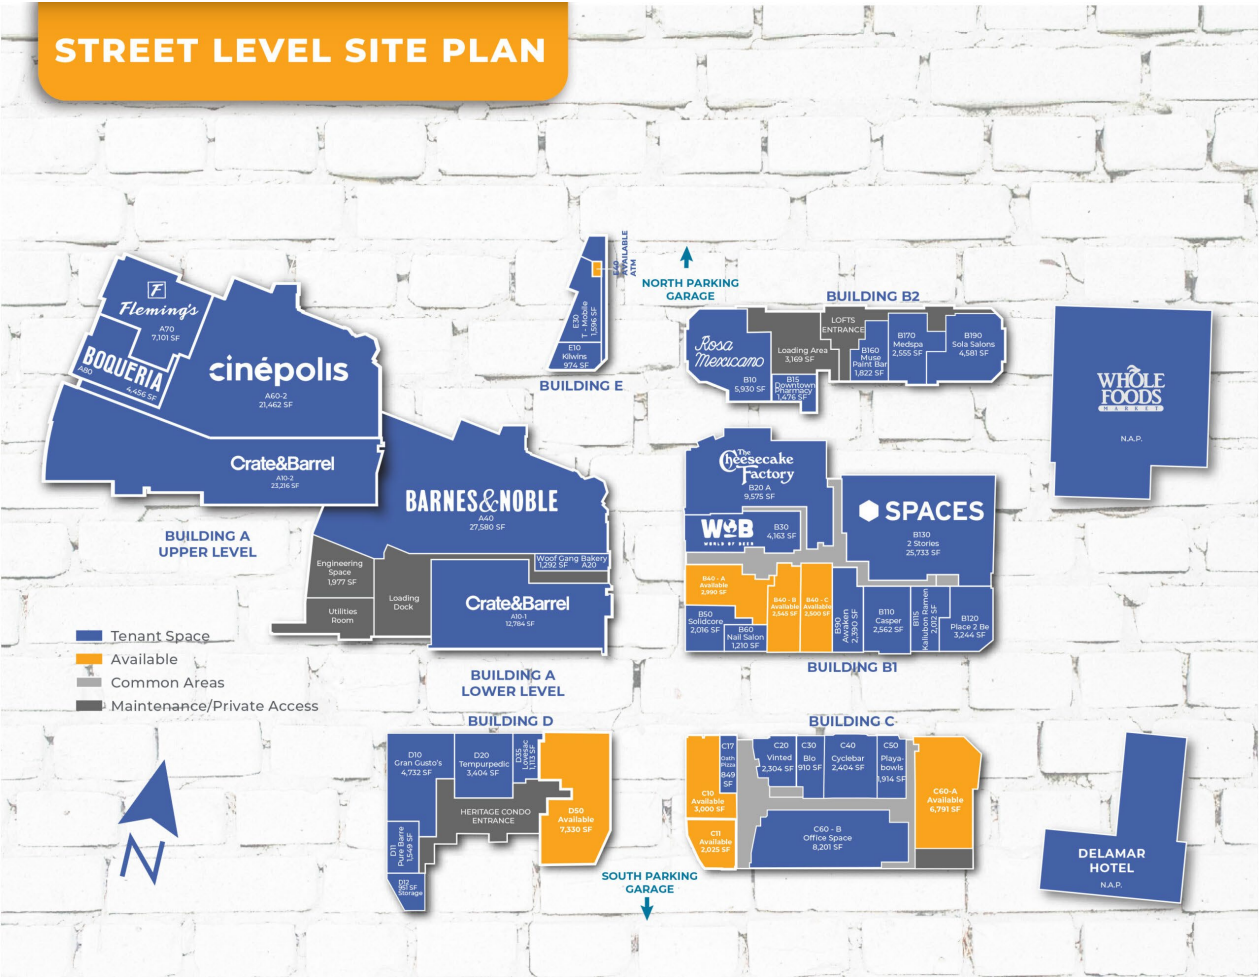 STREET LEVEL SITE PLAN
E40
AVAILABLE
ATM
NORTH PARKING
GARAGE
E30
T - Mobile
1,596 SF
E10
Kilwins
974 SF
BUILDING E
BUILDING B2
Rosa
Mexicano
B10
5,930 SF
Loading Area
3,169 SF
B15
Downtown
Pharmacy
1,476 SF
LOFTS
ENTRANCE
B160
Muse
Paint Bar
1,822 SF
B170
Medspa
2,555 SF
B190
Sola Salons
4,581 SF
WHOLE
FOODS
MARKET
N.A.P.
F
Fleming's
A70
7,101 SF
BOQUERIA
A80
4,456 SF
cinépolis
A60-2
21,462 SF
Crate&Barrel
A10-2
23,216 SF
BUILDING A
UPPER LEVEL
BARNES&NOBLE
A40
27,580 SF
Woof Gang Bakery
1,292 SF A20
Engineering
Space
1,977 SF
Utilities
Room
Loading
Dock
Crate&Barrel
A10-1
12,784 SF
BUILDING A
LOWER LEVEL
The
Cheesecake
Factory
B20 A
9,575 SF
WOB
WORLD OF BEER
B30
4,163 SF
SPACES
B130
2 Stories
25,733 SF
B40 - A
Available
2,990 SF
B40 - B
Available
2,545 SF
B40 - C
Available
2,500 SF
B50
Solidcore
2,016 SF
B60
Nail Salon
1,210 SF
B90
Awaken
2,390 SF
B110
Casper
2,562 SF
B115
Kaliubon Ramen
2,012 SF
B120
Place 2 Be
3,244 SF
BUILDING B1
Tenant Space
Available
Common Areas
Maintenance/Private Access
N
BUILDING D
D10
Gran Gusto's
4,732 SF
D20
Tempurpedic
3,404 SF
D35
Lovesac
1,113 SF
HERITAGE CONDO
ENTRANCE
D50
Available
7,330 SF
D11
Pure Barre
1,549 SF
D12
951 SF
Storage
SOUTH PARKING
GARAGE
BUILDING C
C10
Available
3,000 SF
C11
Available
2,025 SF
C17
Oath
Pizza
849
SF
C20
Vinted
2,304 SF
C30
Blo
910 SF
C40
Cyclebar
2,404 SF
C50
Playa-
bowls
1,914 SF
C60-A
Available
6,791 SF
C60 - B
Office Space
8,201 SF
DELAMAR
HOTEL
N.A.P.